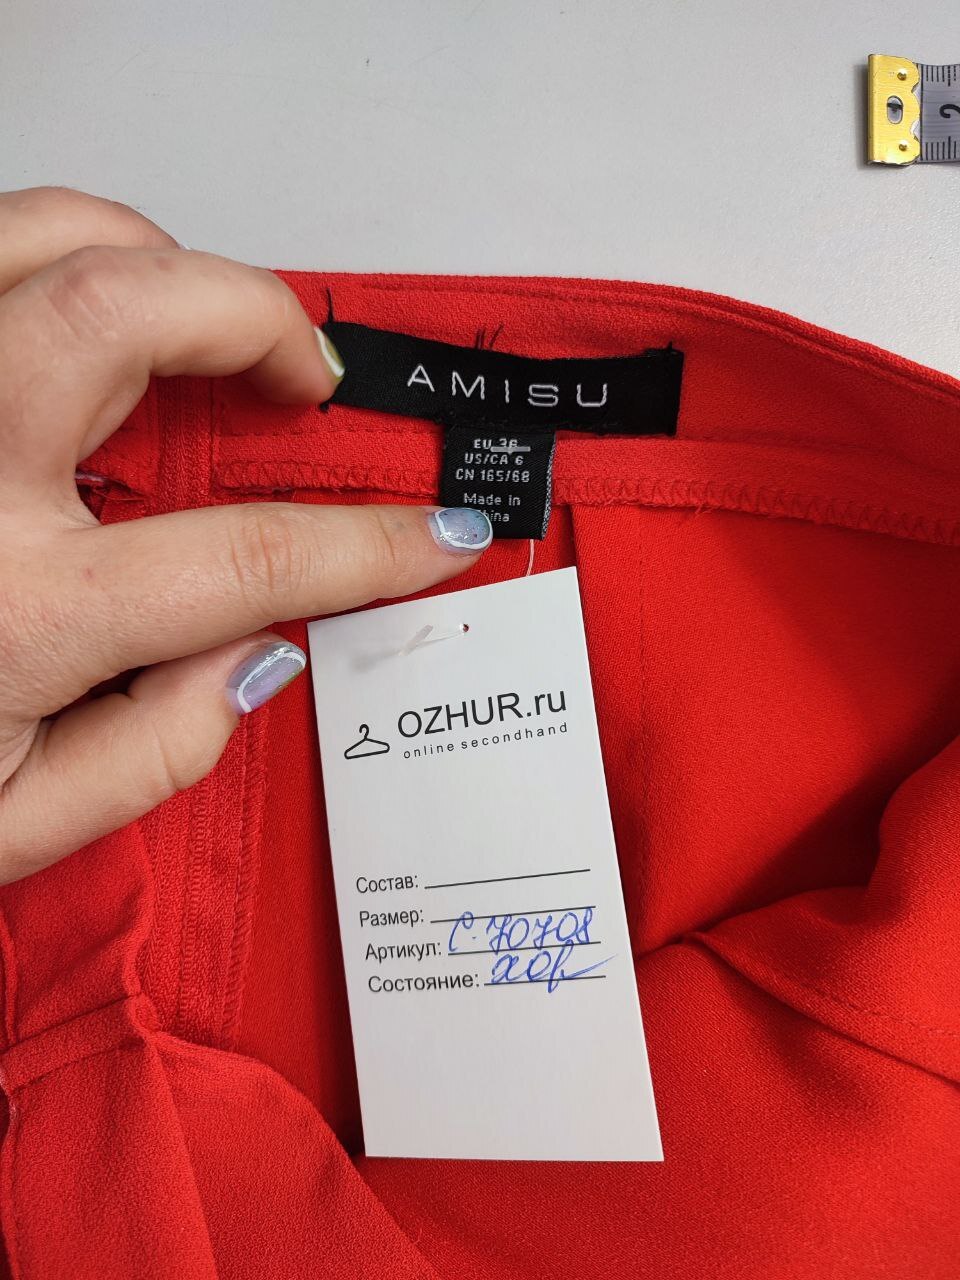 2
AMISU
EU 36
US/CA 6
CN 165/68
Made in
OZHUR.ru
online secondhand
Состав:
Размер:
Артикул: С-70708
Состояние: хор